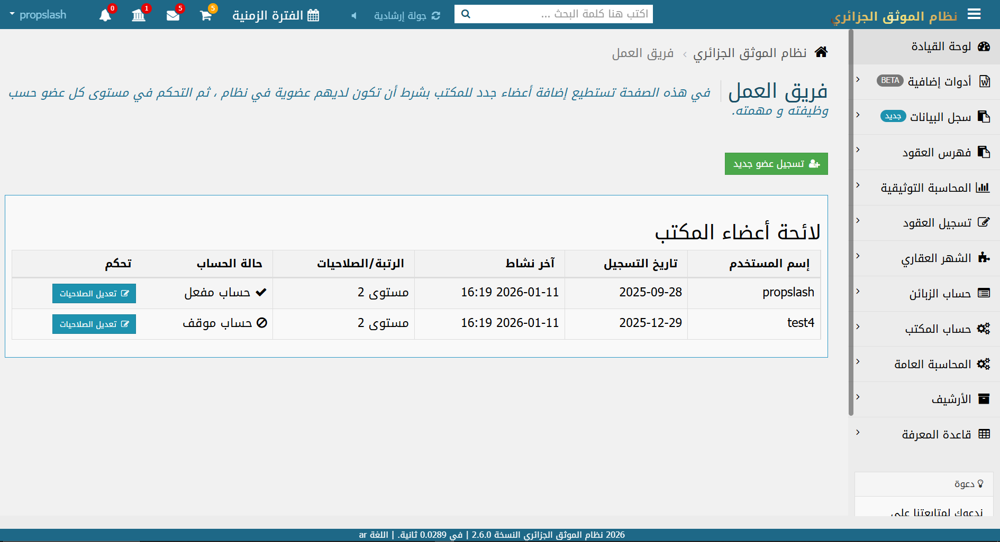 نظام الموثق الجزائري
اكتب هنا كلمة البحث ...
جولة إرشادية
الفترة الزمنية
5
5
1
0
propslash
لوحة القيادة
أدوات إضافية BETA
سجل البيانات جديد
فهرس العقود
المحاسبة التوثيقية
تسجيل العقود
الشهر العقاري
حساب الزبائن
حساب المكتب
المحاسبة العامة
الأرشيف
قاعدة المعرفة
دعوة
ندعوك لمتابعتنا على
نظام الموثق الجزائري › فريق العمل
فريق العمل في هذه الصفحة تستطيع إضافة أعضاء جدد للمكتب بشرط أن تكون لديهم عضوية في نظام ، ثم التحكم في مستوى كل عضو حسب
وظيفته و مهمته.
تسجيل عضو جديد
لائحة أعضاء المكتب
إسم المستخدم تاريخ التسجيل آخر نشاط الرتبة/الصلاحيات حالة الحساب تحكم
propslash 2025-09-28 2026-01-11 16:19 مستوى 2 حساب مفعل تعديل الصلاحيات
test4 2025-12-29 2026-01-11 16:19 مستوى 2 حساب موقف تعديل الصلاحيات
2026 نظام الموثق الجزائري النسخة 2.6.0 | في 0.0289 ثانية. | اللغة ar